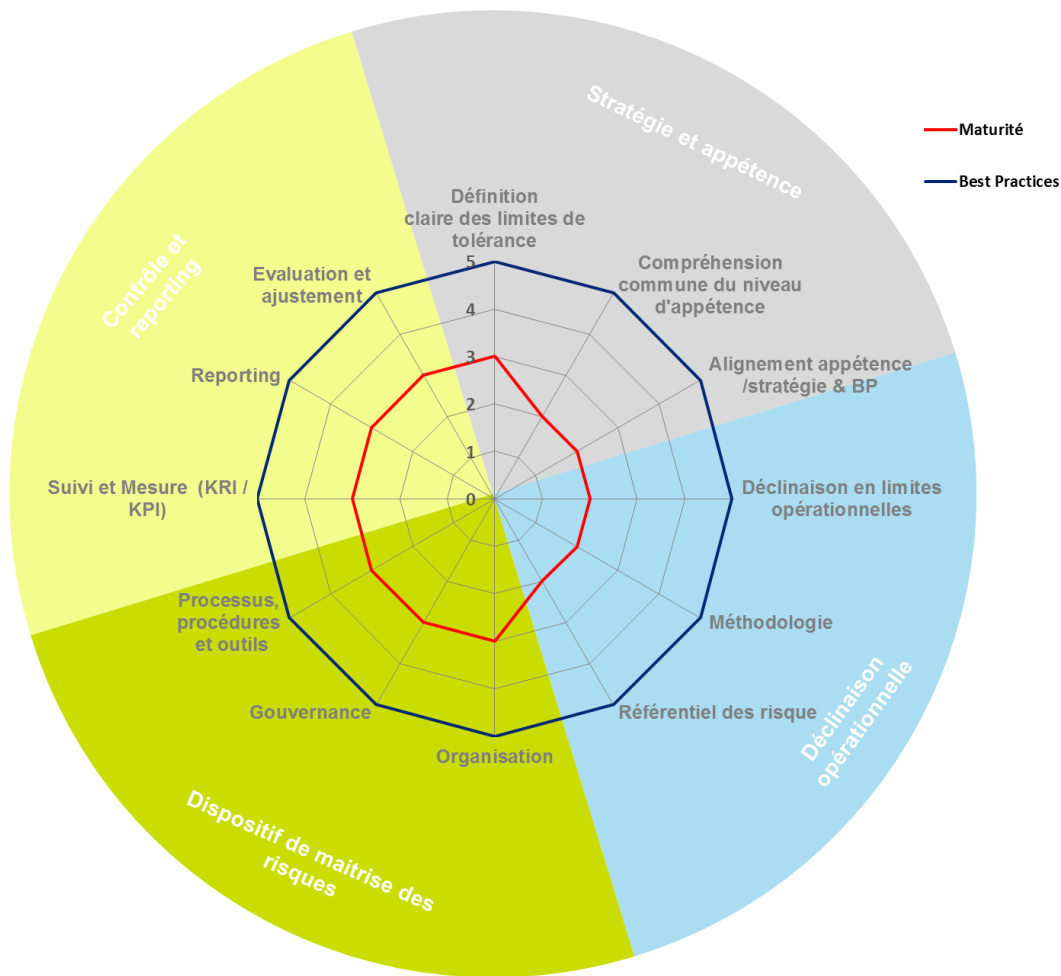 Stratégie et appétence
Maturité
Best Practices
Définition
claire des limites de
tolérance
Compréhension
commune du niveau
d'appétence
Alignement appétence
/stratégie & BP
Déclinaison en limites
opérationnelles
Méthodologie
Référentiel des risque
Organisation
Gouvernance
Processus,
procédures
et outils
Suivi et Mesure (KRI /
KPI)
Reporting
Evaluation et
ajustement
5
4
3
2
1
0
Contrôle et
reporting
Déclinaison
opérationnelle
Dispositif de maitrise des
risques